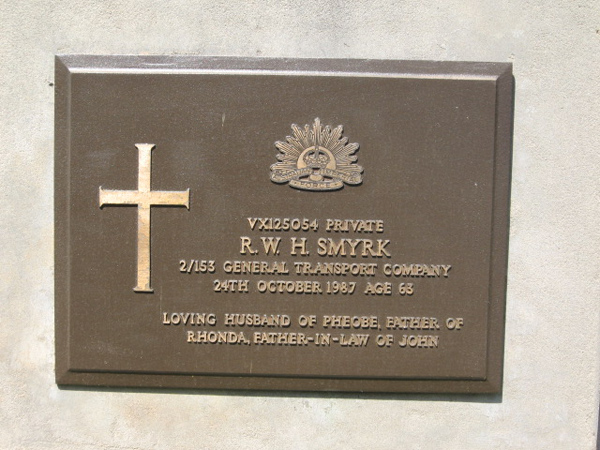 VX125054 PRIVATE
R.W. H. SMYRK
2/153 GENERAL TRANSPORT COMPANY
24TH OCTOBER 1987 AGE 63
LOVING HUSBAND OF PHEOBE, FATHER OF
RHONDA, FATHER-IN-LAW OF JOHN